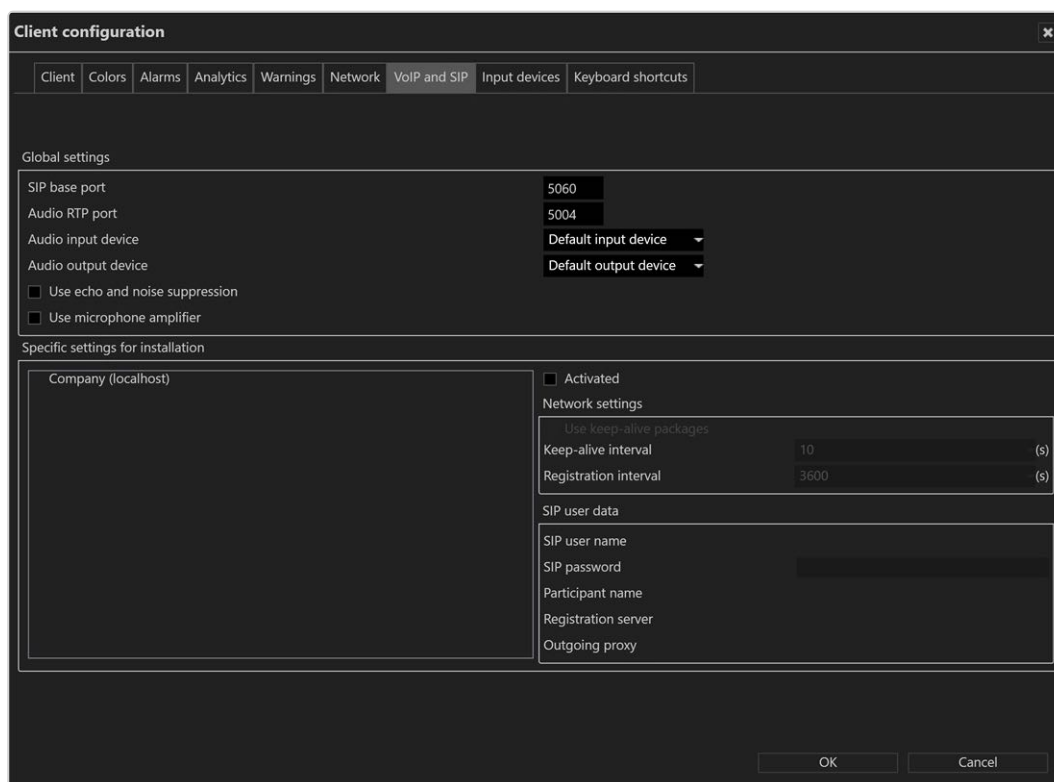 Client configuration
Client Colors Alarms Analytics Warnings Network VoIP and SIP Input devices Keyboard shortcuts
Global settings
SIP base port 5060
Audio RTP port 5004
Audio input device Default input device
Audio output device Default output device
Use echo and noise suppression
Use microphone amplifier
Specific settings for installation
Company (localhost)
Activated
Network settings
Use keep-alive packages
Keep-alive interval 10 (s)
Registration interval 3600 (s)
SIP user data
SIP user name
SIP password
Participant name
Registration server
Outgoing proxy
OK Cancel